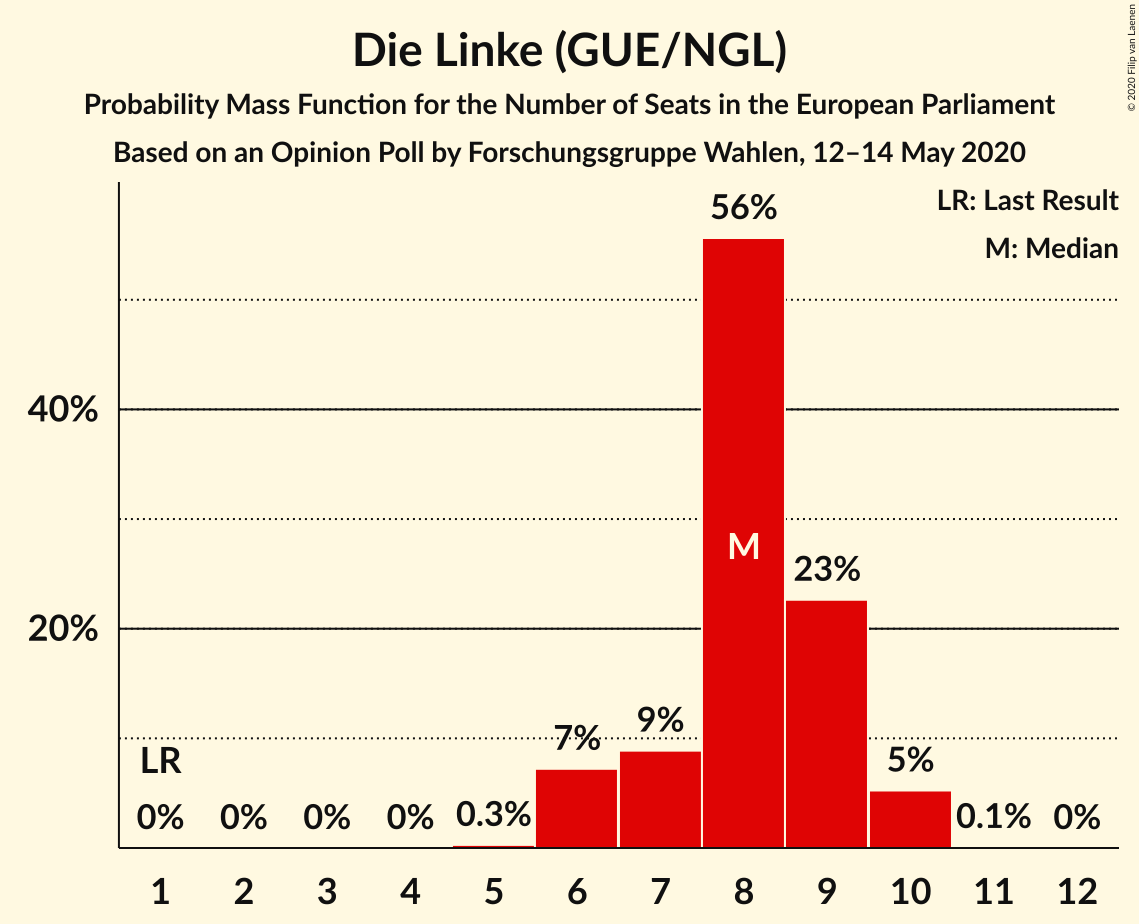 Die Linke (GUE/NGL)
Probability Mass Function for the Number of Seats in the European Parliament
Based on an Opinion Poll by Forschungsgruppe Wahlen, 12–14 May 2020
© 2020 Filip van Laenen
LR: Last Result
M: Median
56%
40%
M
23%
20%
9%
7%
LR
5%
0% 0% 0% 0% 0.3% 0.1% 0%
1 2 3 4 5 6 7 8 9 10 11 12